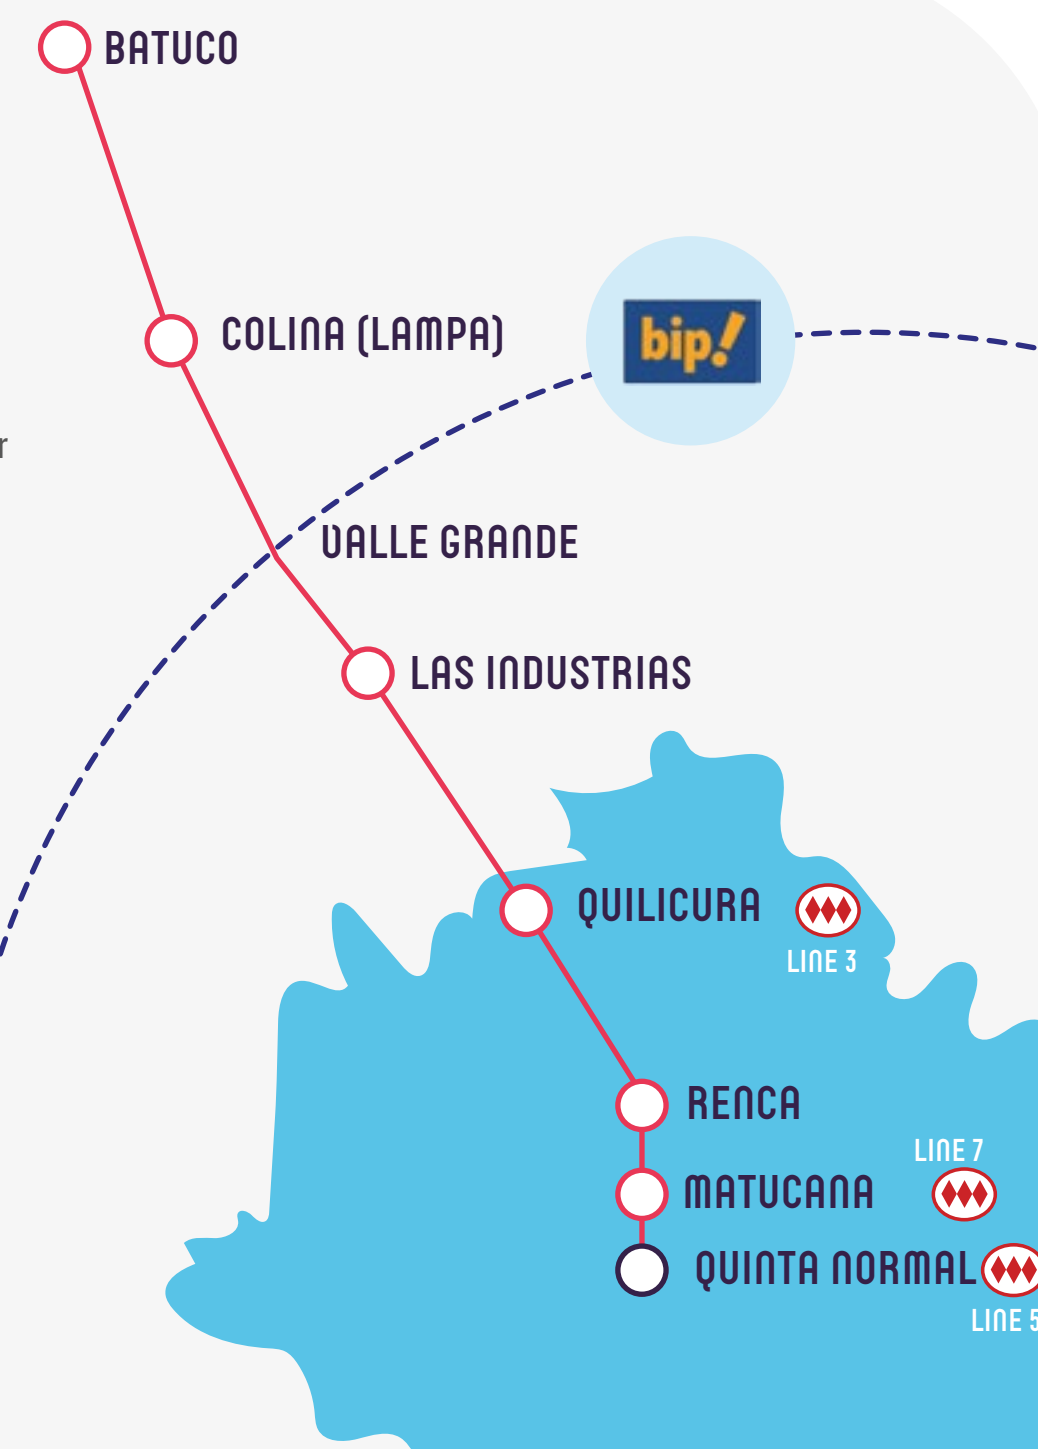 BATUCO
COLINA (LAMPA)
bip!
r
VALLE GRANDE
LAS INDUSTRIAS
QUILICURA
LINE 3
RENCA
LINE 7
MATUCANA
QUINTA NORMAL
LINE 5